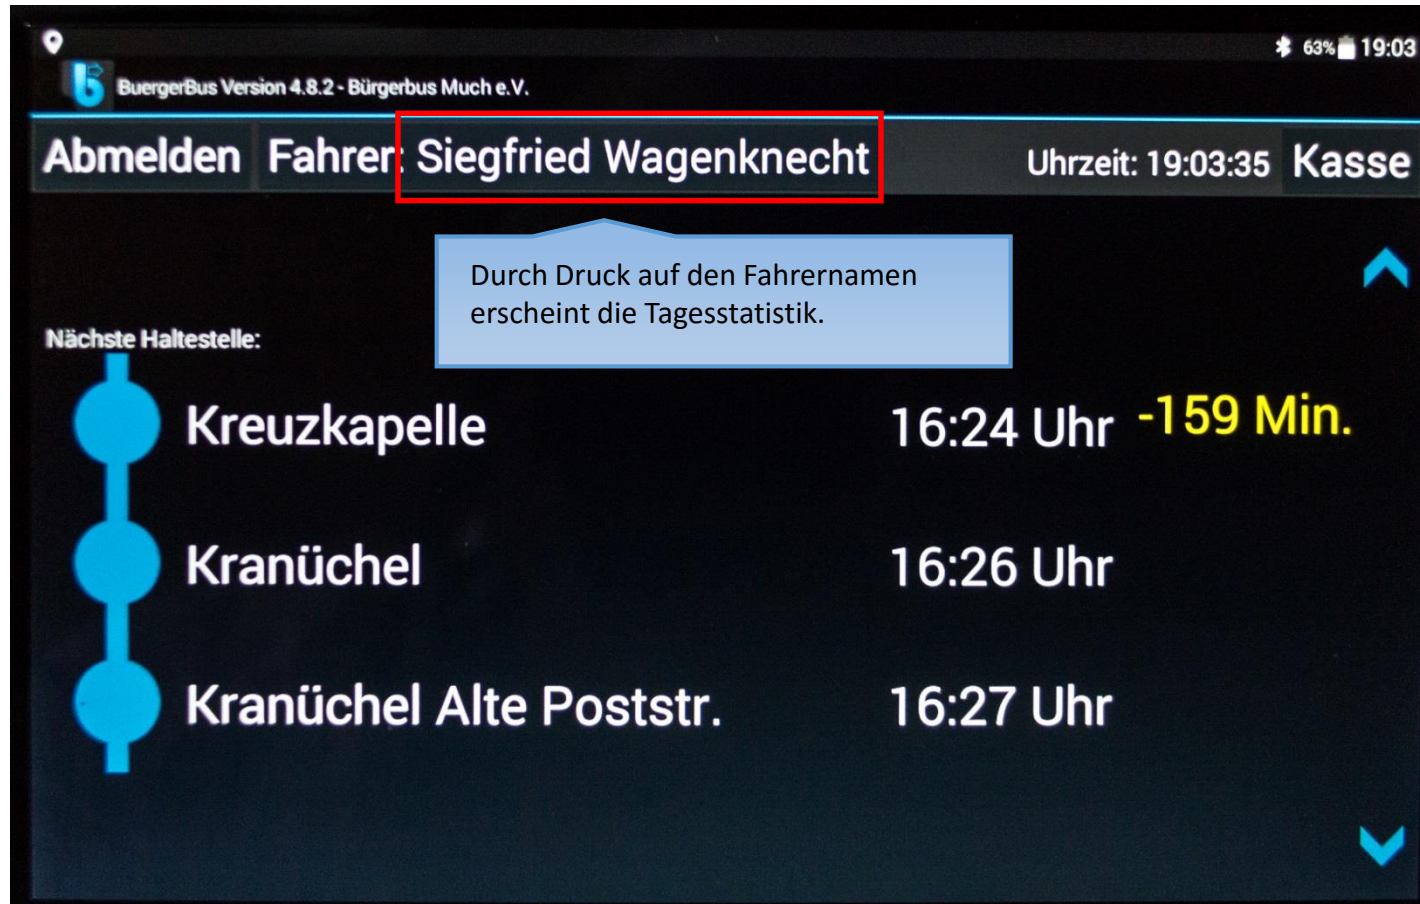 63% 19:03
BuergerBus Version 4.8.2 - Bürgerbus Much e.V.
Abmelden Fahrer: Siegfried Wagenknecht Uhrzeit: 19:03:35 Kasse
Durch Druck auf den Fahrernamen
erscheint die Tagesstatistik.
Nächste Haltestelle:
Kreuzkapelle 16:24 Uhr -159 Min.
Kranüchel 16:26 Uhr
Kranüchel Alte Poststr. 16:27 Uhr